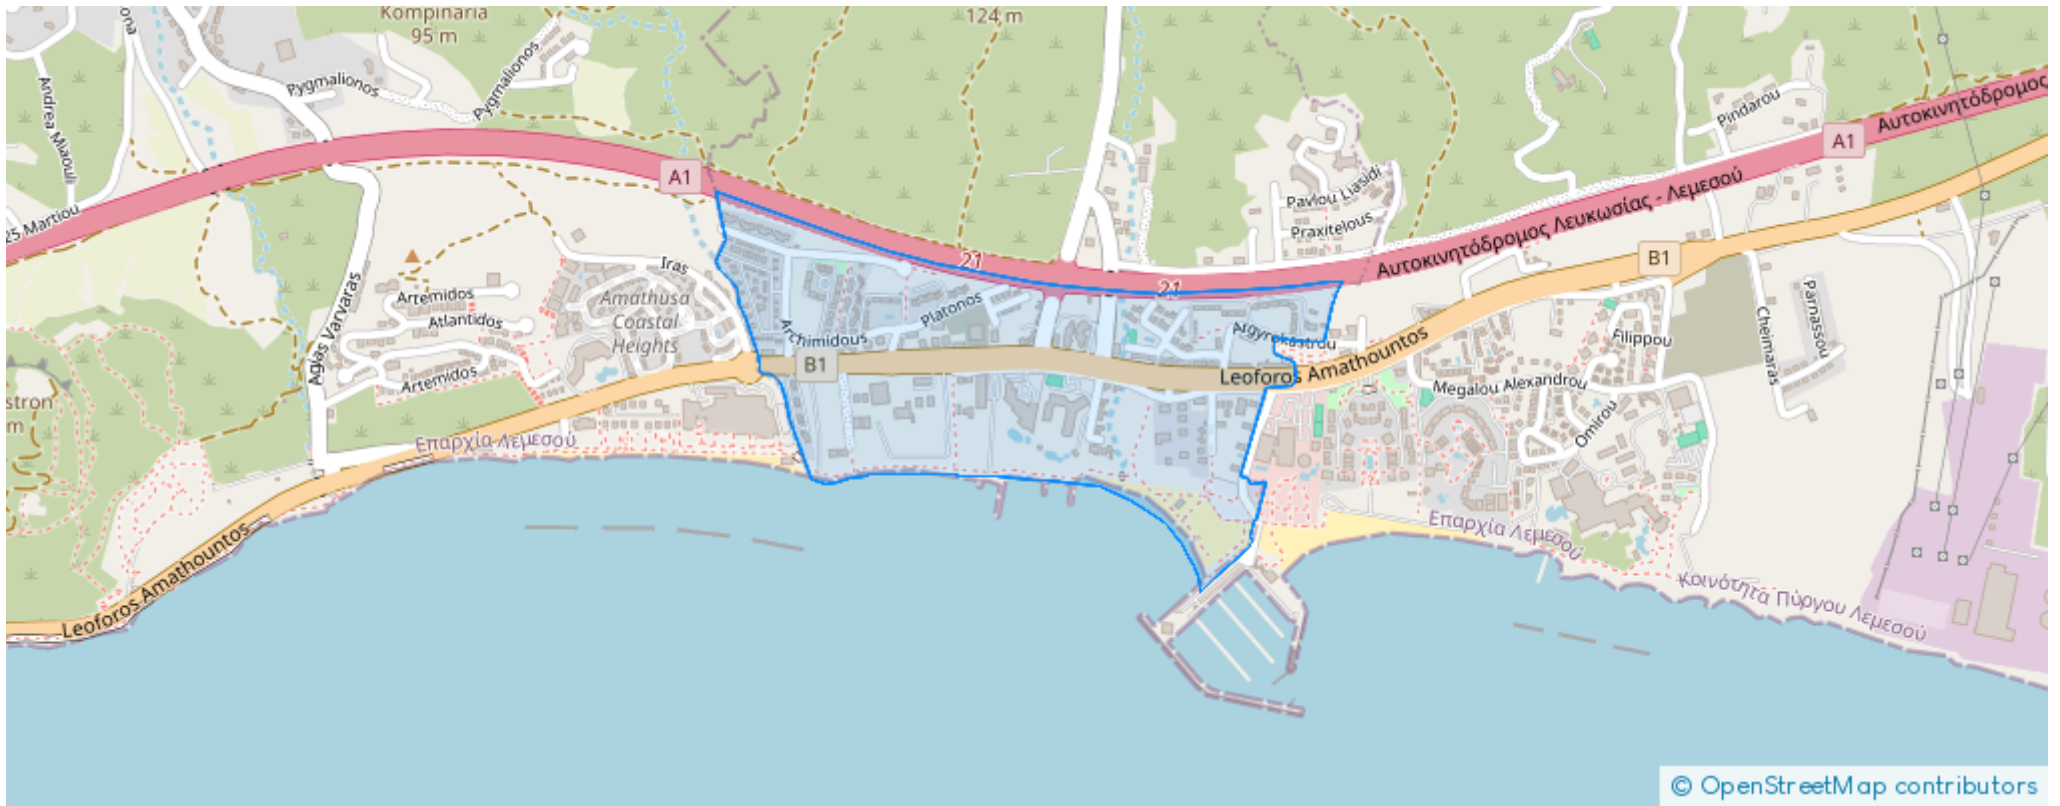 Kompinaria
95 m
124 m
ona
Pygmalionos
Pygmalionos
Andrea Miaouli
25 Martiou
A1
A1
Pindarou
Αυτοκινητόδρομος
Pavlou Liasidi
Praxitelous
Αυτοκινητόδρομος Λευκωσίας - Λεμεσού
B1
21
21
Iras
Amathusa
Coastal
Heights
Artemidos
Atlantidos
Artemidos
Agias Varvaras
Platonos
Archimidous
B1
Argyrokastrou
Leoforos Amathountos
Filippou
Megalou Alexandrou
Omirou
Cheimaras
Parnassou
stron
m
Επαρχία Λεμεσού
Επαρχία Λεμεσού
Leoforos Amathountos
Κοινότητα Πύργου Λεμεσού
© OpenStreetMap contributors